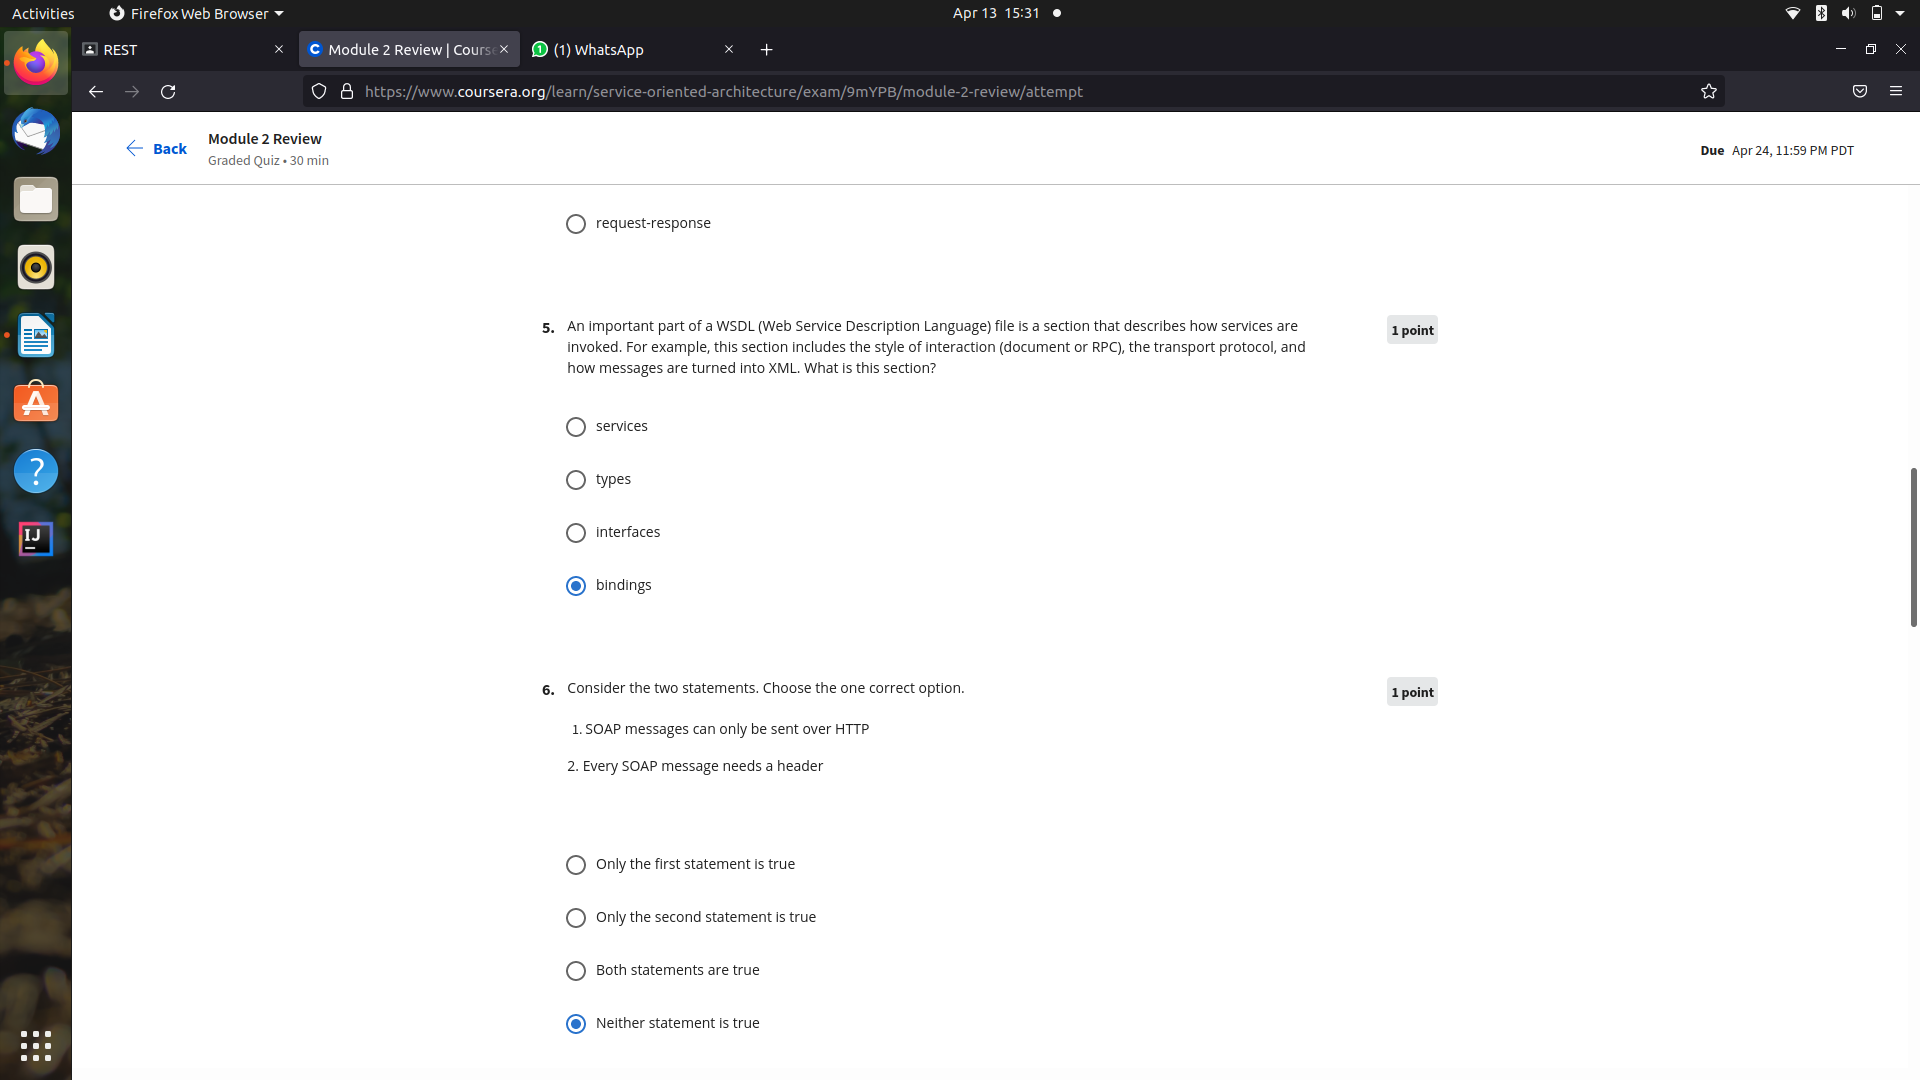 Activities
Firefox Web Browser
Apr 13 15:31
REST
Module 2 Review | Cours
(1) WhatsApp
https://www.coursera.org/learn/service-oriented-architecture/exam/9mYPB/module-2-review/attempt
Back
Module 2 Review
Graded Quiz • 30 min
Due Apr 24, 11:59 PM PDT
request-response
5. An important part of a WSDL (Web Service Description Language) file is a section that describes how services are
invoked. For example, this section includes the style of interaction (document or RPC), the transport protocol, and
how messages are turned into XML. What is this section?
1 point
services
types
interfaces
bindings
6. Consider the two statements. Choose the one correct option.
1 point
1. SOAP messages can only be sent over HTTP
2. Every SOAP message needs a header
Only the first statement is true
Only the second statement is true
Both statements are true
Neither statement is true